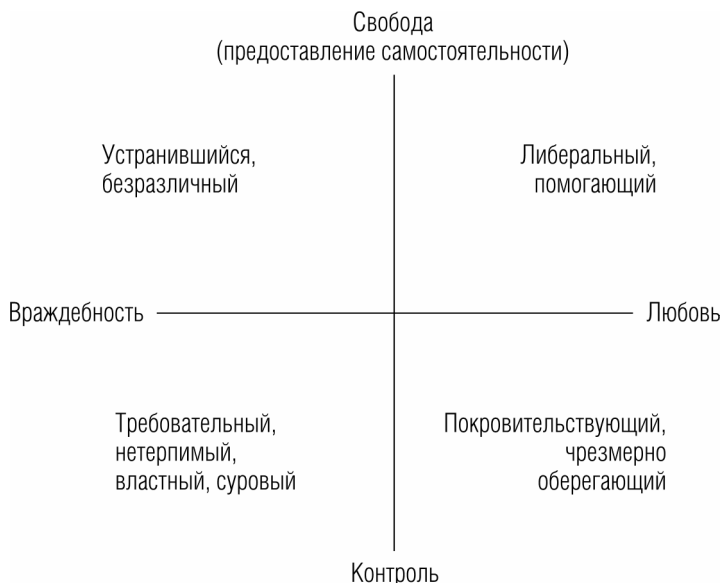 Свобода
(предоставление самостоятельности)
Устранившийся,
безразличный
Либеральный,
помогающий
Враждебность
Любовь
Требовательный,
нетерпимый,
властный, суровый
Покровительствующий,
чрезмерно
оберегающий
Контроль